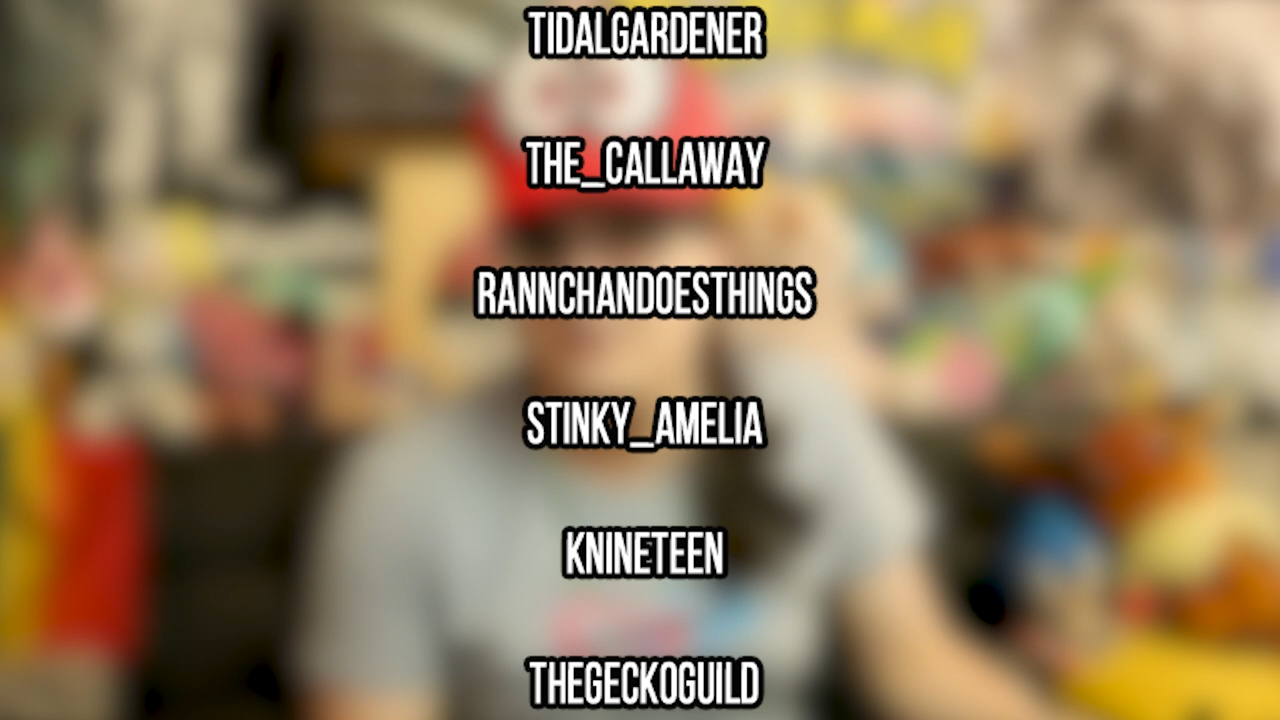 TIDALGARDENER
THE_CALLAWAY
RANNCHANDOESTHINGS
STINKY_AMELIA
KNINETEEN
THEGECKOGUILD